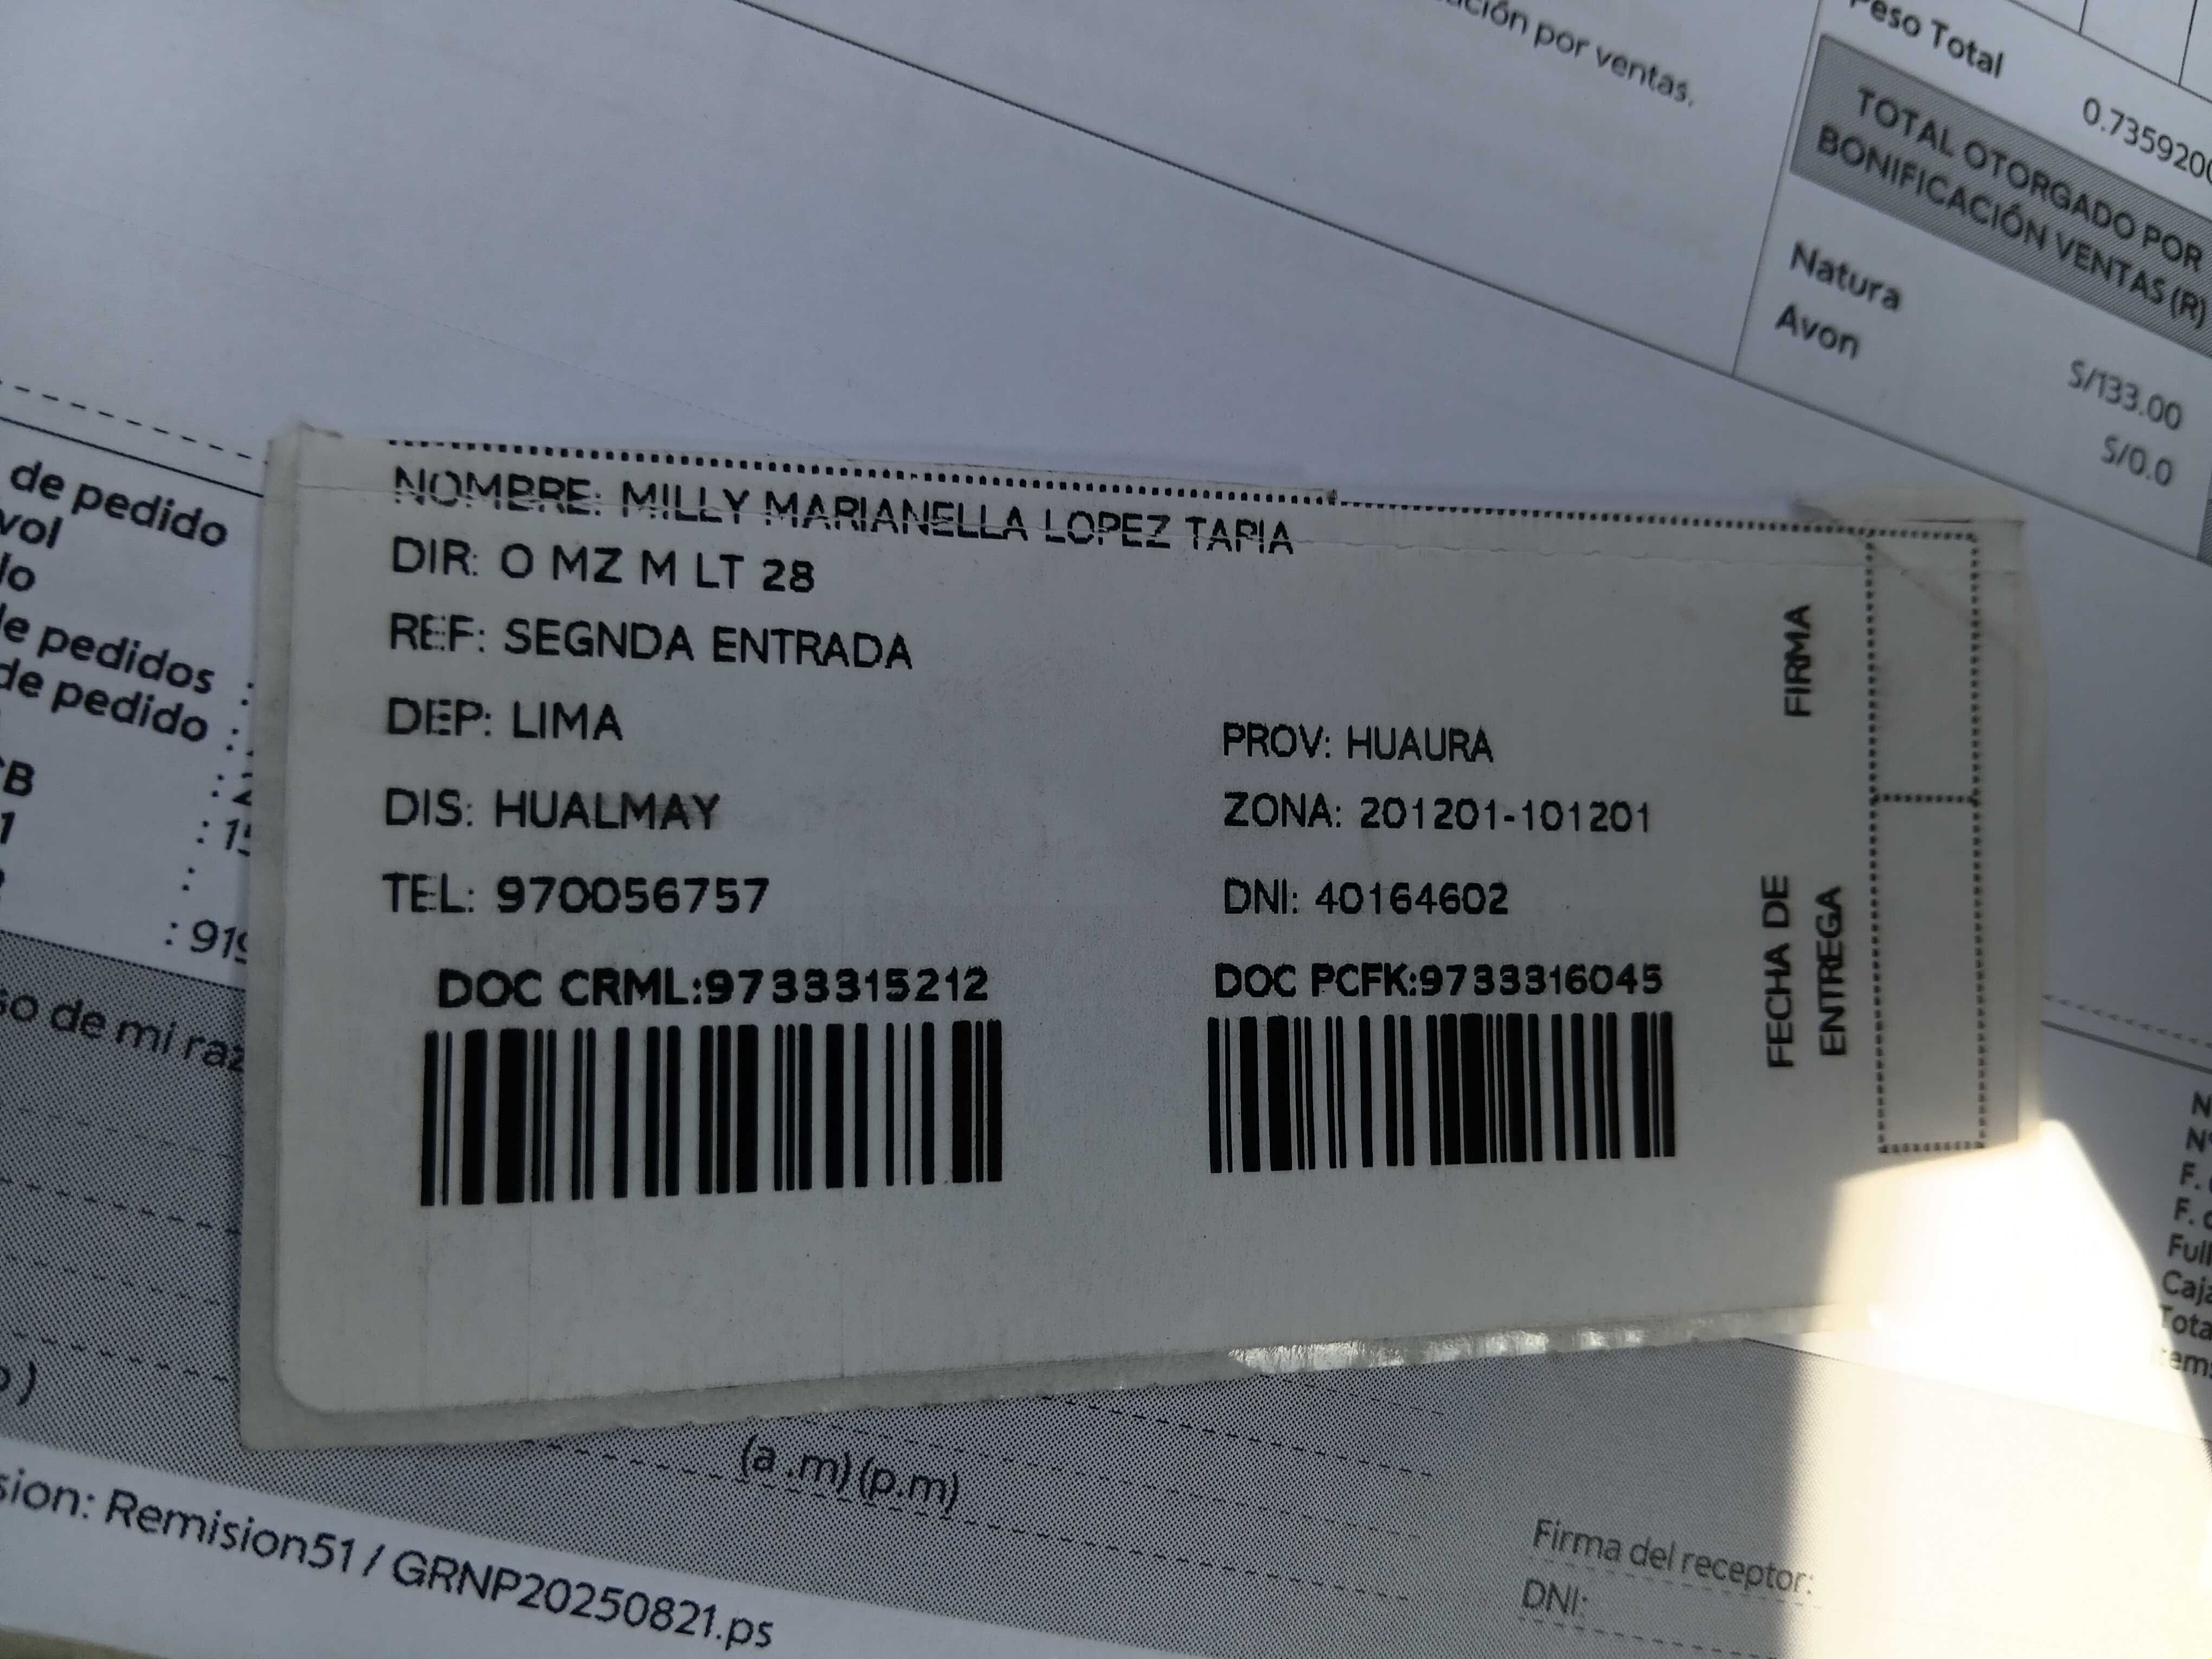 ción por ventas.
Peso Total
0.735920
TOTAL OTORGADO POR
BONIFICACIÓN VENTAS (R)
Natura S/133.00
Avon S/0.0
de pedido
vol
de pedidos :
de pedido :
: 919
NOMBRE: MILLY MARIANELLA LOPEZ TAPIA
DIR: O MZ M LT 28
REF: SEGNDA ENTRADA
DEP: LIMA
PROV: HUAURA
DIS: HUALMAY
ZONA: 201201-101201
TEL: 970056757
DNI: 40164602
DOC CRML:9733315212
DOC PCFK:9733316045
FIRMA
FECHA DE
ENTREGA
so de mi raz
(a .m) (p.m)
sion: Remision51 / GRNP20250821.ps
Firma del receptor:
DNI: